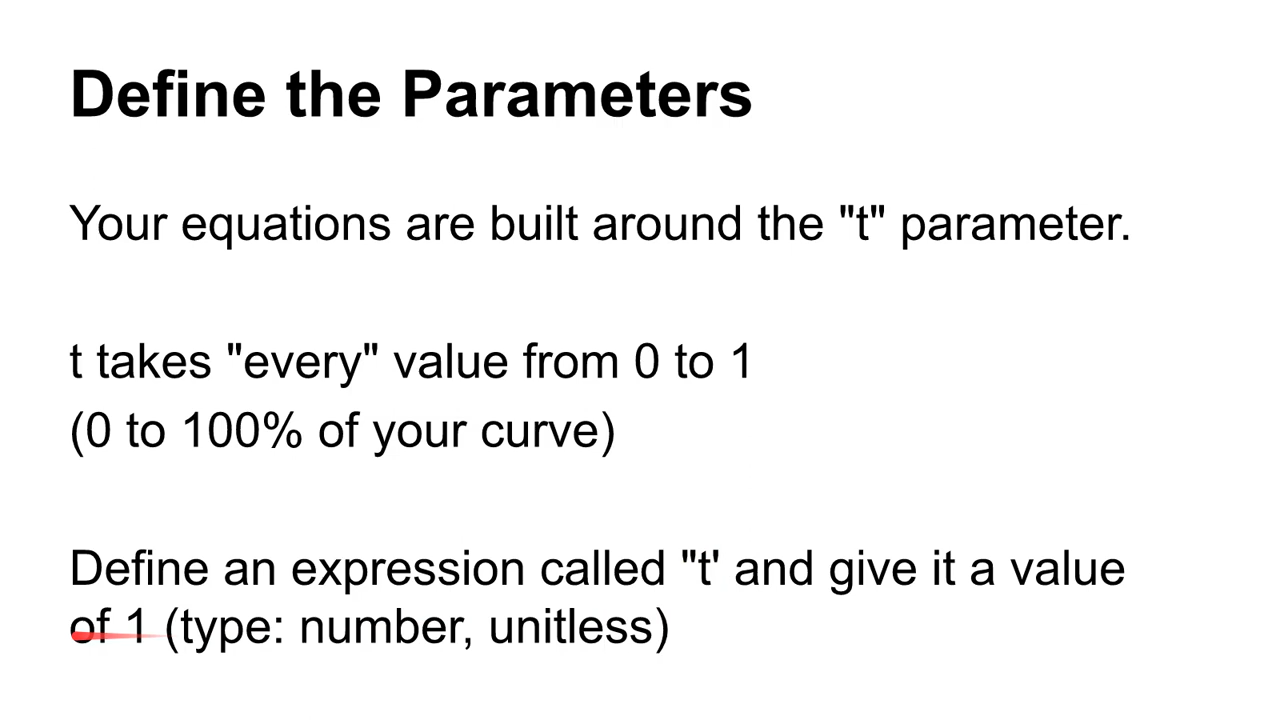 Define the Parameters
Your equations are built around the "t" parameter.
t takes "every" value from 0 to 1
(0 to 100% of your curve)
Define an expression called "t' and give it a value
of 1 (type: number, unitless)